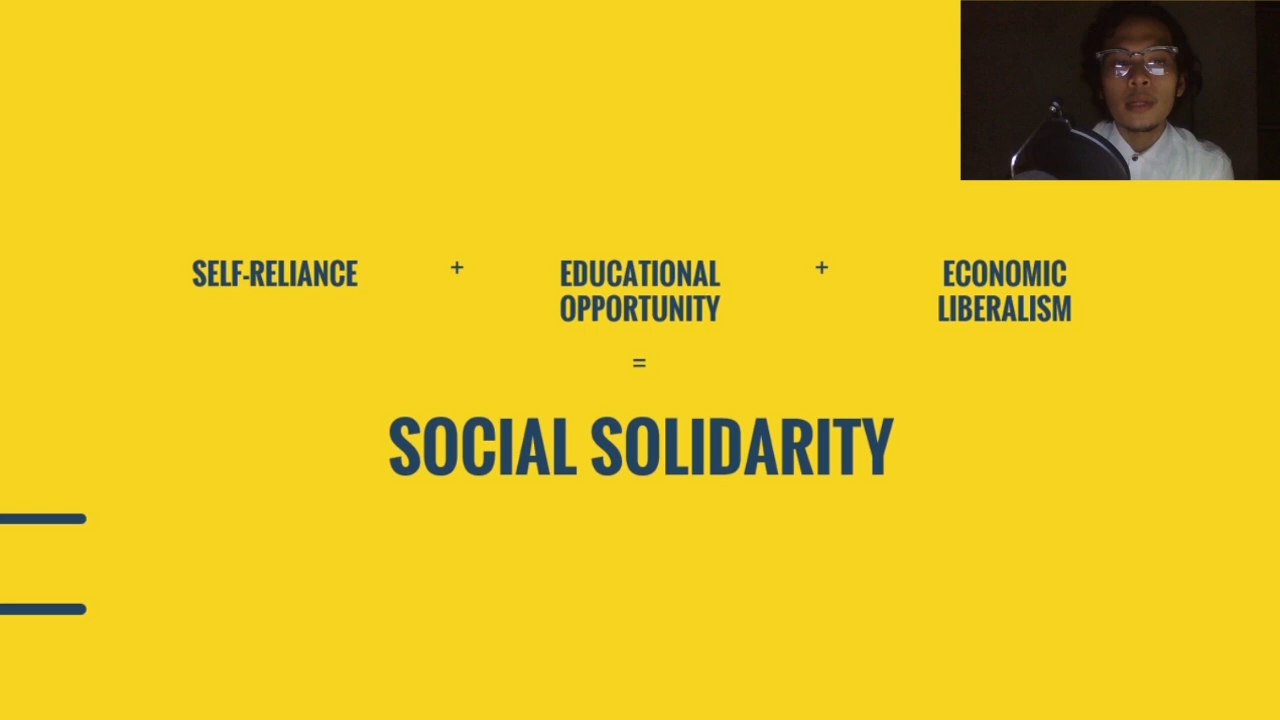 SELF-RELIANCE + EDUCATIONAL + ECONOMIC
OPPORTUNITY LIBERALISM
=
SOCIAL SOLIDARITY